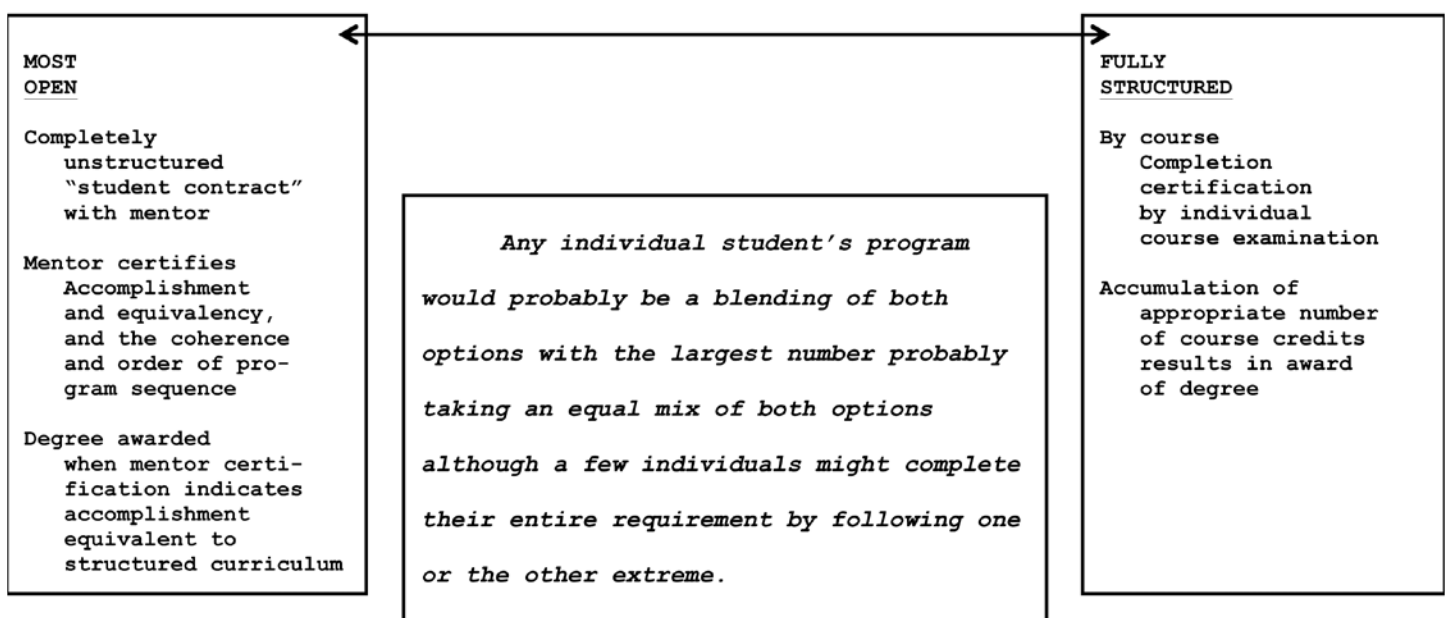 MOST
OPEN
Completely
unstructured
“student contract”
with mentor
Mentor certifies
Accomplishment
and equivalency,
and the coherence
and order of pro-
gram sequence
Degree awarded
when mentor certi-
fication indicates
accomplishment
equivalent to
structured curriculum
Any individual student’s program
would probably be a blending of both
options with the largest number probably
taking an equal mix of both options
although a few individuals might complete
their entire requirement by following one
or the other extreme.
FULLY
STRUCTURED
By course
Completion
certification
by individual
course examination
Accumulation of
appropriate number
of course credits
results in award
of degree